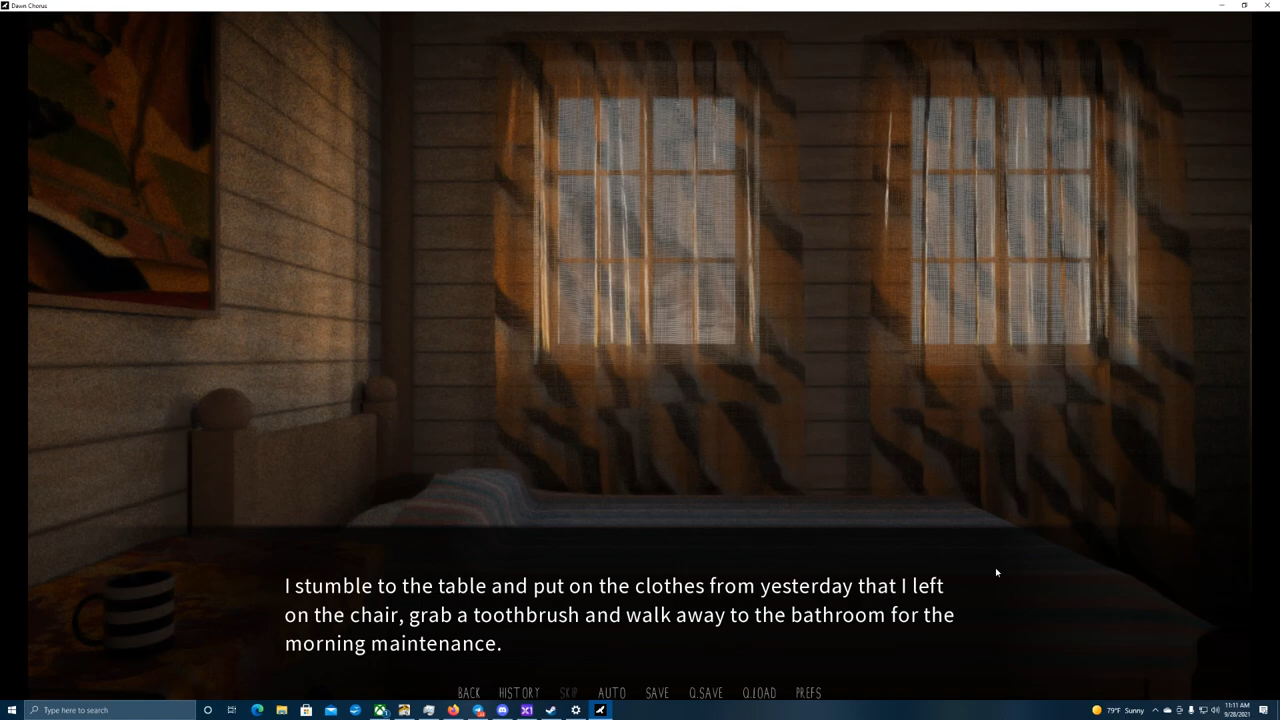 Dawn Chorus
I stumble to the table and put on the clothes from yesterday that I left
on the chair, grab a toothbrush and walk away to the bathroom for the
morning maintenance.
BACK HISTORY SKIP AUTO SAVE Q.SAVE Q.LOAD PREFS
Type here to search
79°F Sunny
11:11 AM
9/28/2021